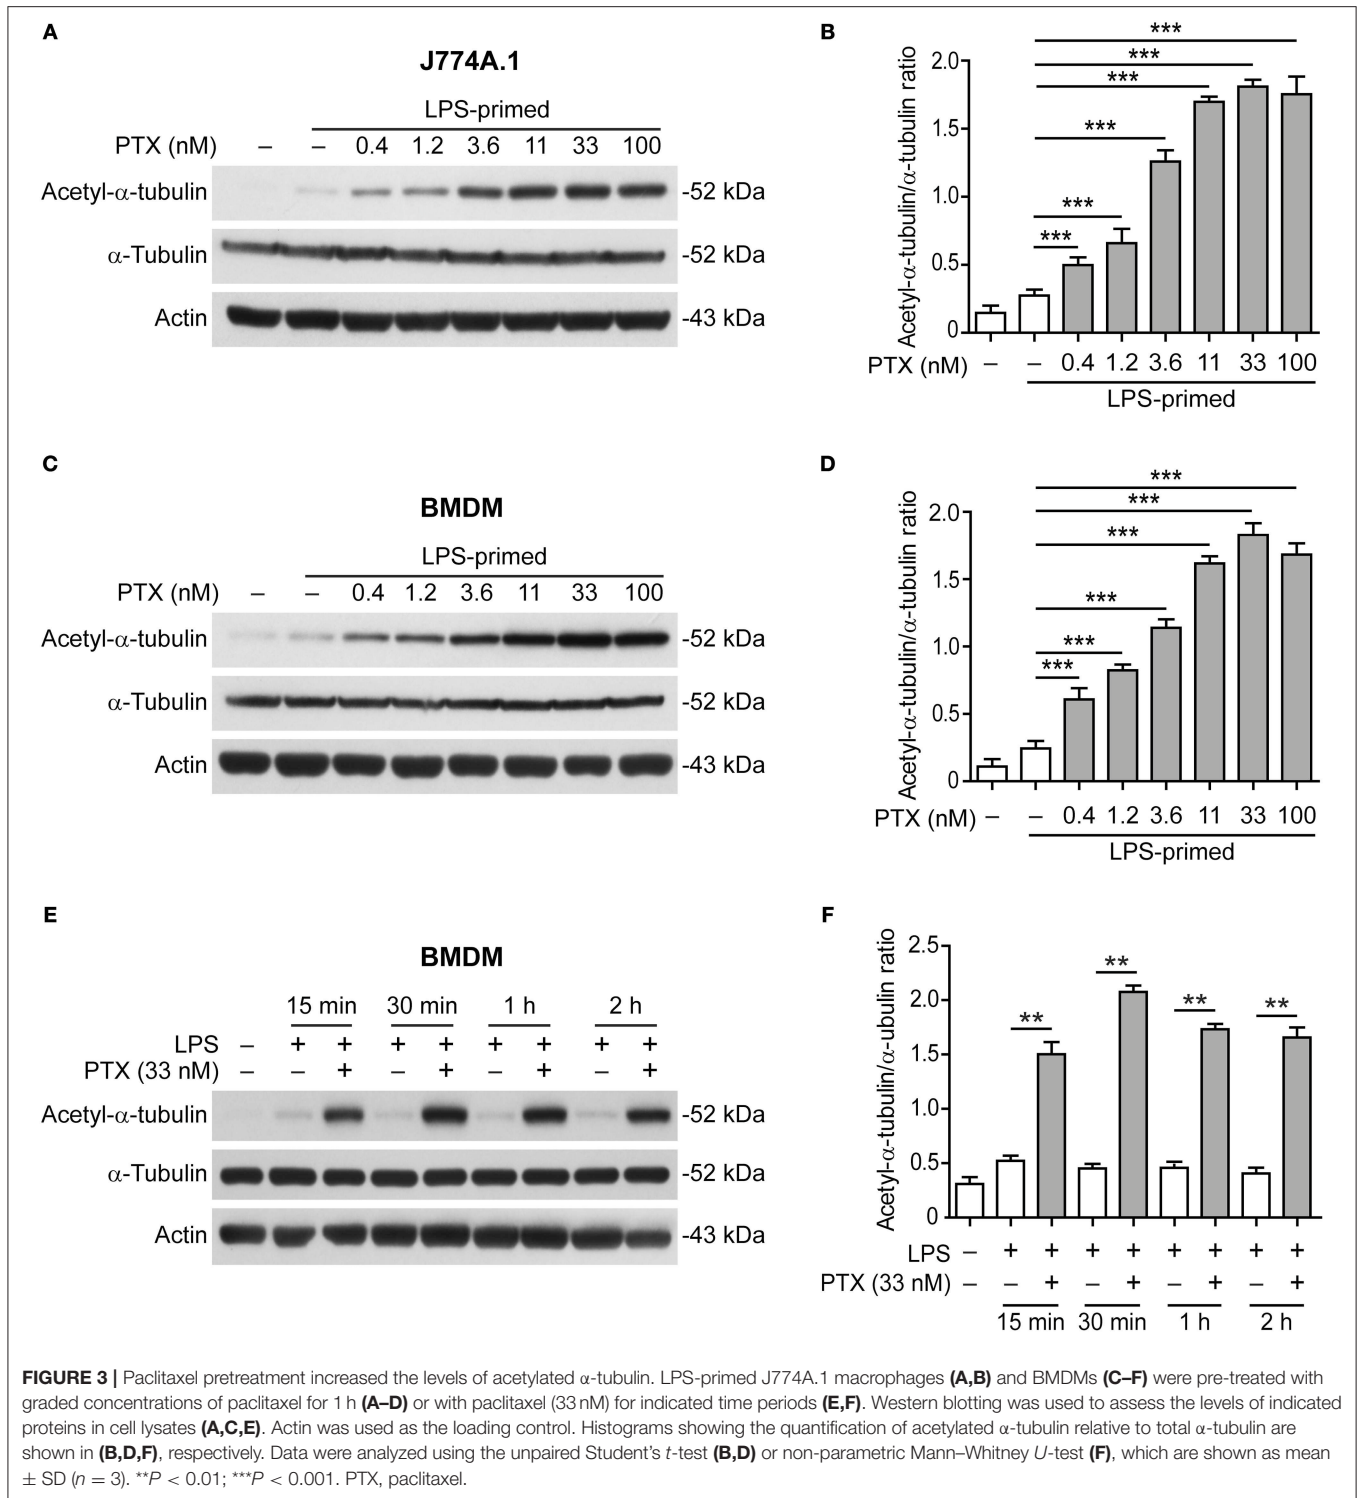 A
J774A.1
LPS-primed
PTX (nM) – – 0.4 1.2 3.6 11 33 100
Acetyl-α-tubulin -52 kDa
α-Tubulin -52 kDa
Actin -43 kDa
B
Acetyl-α-tubulin/α-tubulin ratio
2.0
1.5
1.0
0.5
0
*** *** *** *** *** ***
PTX (nM) – – 0.4 1.2 3.6 11 33 100
LPS-primed
C
BMDM
LPS-primed
PTX (nM) – – 0.4 1.2 3.6 11 33 100
Acetyl-α-tubulin -52 kDa
α-Tubulin -52 kDa
Actin -43 kDa
D
Acetyl-α-tubulin/α-tubulin ratio
2.0
1.5
1.0
0.5
0
*** *** *** *** *** ***
PTX (nM) – – 0.4 1.2 3.6 11 33 100
LPS-primed
E
BMDM
15 min 30 min 1 h 2 h
LPS – + + + + + + + +
PTX (33 nM) – – + – + – + – +
Acetyl-α-tubulin -52 kDa
α-Tubulin -52 kDa
Actin -43 kDa
F
Acetyl-α-tubulin/α-ubulin ratio
2.5
2.0
1.5
1.0
0.5
0
** ** ** **
LPS – + + + + + + + +
PTX (33 nM) – – + – + – + – +
15 min 30 min 1 h 2 h
FIGURE 3 | Paclitaxel pretreatment increased the levels of acetylated α-tubulin. LPS-primed J774A.1 macrophages (A,B) and BMDMs (C–F) were pre-treated with
graded concentrations of paclitaxel for 1 h (A–D) or with paclitaxel (33 nM) for indicated time periods (E,F). Western blotting was used to assess the levels of indicated
proteins in cell lysates (A,C,E). Actin was used as the loading control. Histograms showing the quantification of acetylated α-tubulin relative to total α-tubulin are
shown in (B,D,F), respectively. Data were analyzed using the unpaired Student's t-test (B,D) or non-parametric Mann–Whitney U-test (F), which are shown as mean
± SD (n = 3). **P < 0.01; ***P < 0.001. PTX, paclitaxel.